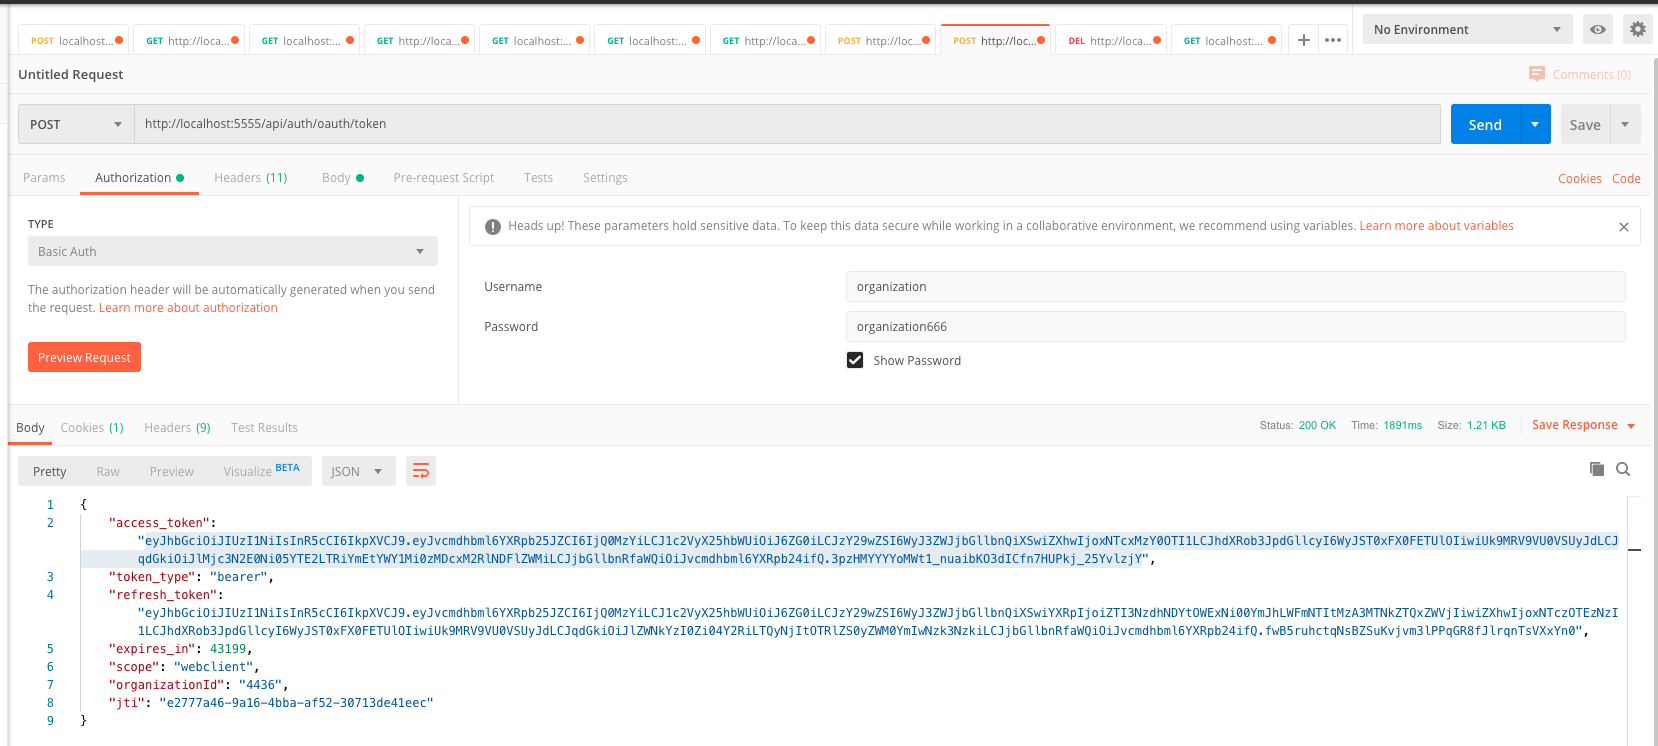 POST localhost... GET http://loca... GET localhost:... GET http://loca... GET localhost:... GET localhost:... GET http://loca... POST http://loc... POST http://loc... DEL http://loca... GET localhost:... + ••• No Environment
Untitled Request Comments (0)
POST http://localhost:5555/api/auth/oauth/token Send Save
Params Authorization Headers (11) Body Pre-request Script Tests Settings Cookies Code
TYPE
Basic Auth
The authorization header will be automatically generated when you send
the request. Learn more about authorization
Preview Request
Heads up! These parameters hold sensitive data. To keep this data secure while working in a collaborative environment, we recommend using variables. Learn more about variables
Username organization
Password organization666
Show Password
Body Cookies (1) Headers (9) Test Results Status: 200 OK Time: 1891ms Size: 1.21 KB Save Response
Pretty Raw Preview Visualize BETA JSON
1 {
2 "access_token":
"eyJhbGciOiJIUzI1NiIsInR5cCI6IkpXVCJ9.eyJvcmdhbml6YXRpb25JZCI6IjQ0MzYiLCJ1c2VyX25hbWUiOiJ6ZG0iLCJzY29wZSI6WyJ3ZWJjbGllbnQiXSwiZXhwIjoxNTcxMzY0OTI1LCJhdXRob3JpdGllcyI6WyJST0xFX0FETUlOIiwiUk9MRV9VU0VSUyJdLCJ
qdGkiOiJlMjc3N2E0Ni05YTE2LTRiYmEtYWY1Mi0zMDcxM2RlNDFlZWMiLCJjbGllbnRfaWQiOiJvcmdhbml6YXRpb24ifQ.3pzHMYYYYoMWt1_nuaibKO3dICfn7HUPkj_25YvlzjY",
3 "token_type": "bearer",
4 "refresh_token":
"eyJhbGciOiJIUzI1NiIsInR5cCI6IkpXVCJ9.eyJvcmdhbml6YXRpb25JZCI6IjQ0MzYiLCJ1c2VyX25hbWUiOiJ6ZG0iLCJzY29wZSI6WyJ3ZWJjbGllbnQiXSwiYXRpIjoiZTI3NzdhNDYtOWExNi00YmJhLWFmNTItMzA3MTNkZTQxZWVjIiwiZXhwIjoxNTczOTEzNzI
1LCJhdXRob3JpdGllcyI6WyJST0xFX0FETUlOIiwiUk9MRV9VU0VSUyJdLCJqdGkiOiJlZWNkYzI0Zi04Y2RiLTQyNjItOTRlZS0yZWM0YmIwNzk3NzkiLCJjbGllbnRfaWQiOiJvcmdhbml6YXRpb24ifQ.fwB5ruhctqNsBZSuKvjvm3lPPqGR8fJlrqnTsVXxYn0",
5 "expires_in": 43199,
6 "scope": "webclient",
7 "organizationId": "4436",
8 "jti": "e2777a46-9a16-4bba-af52-30713de41eec"
9 }